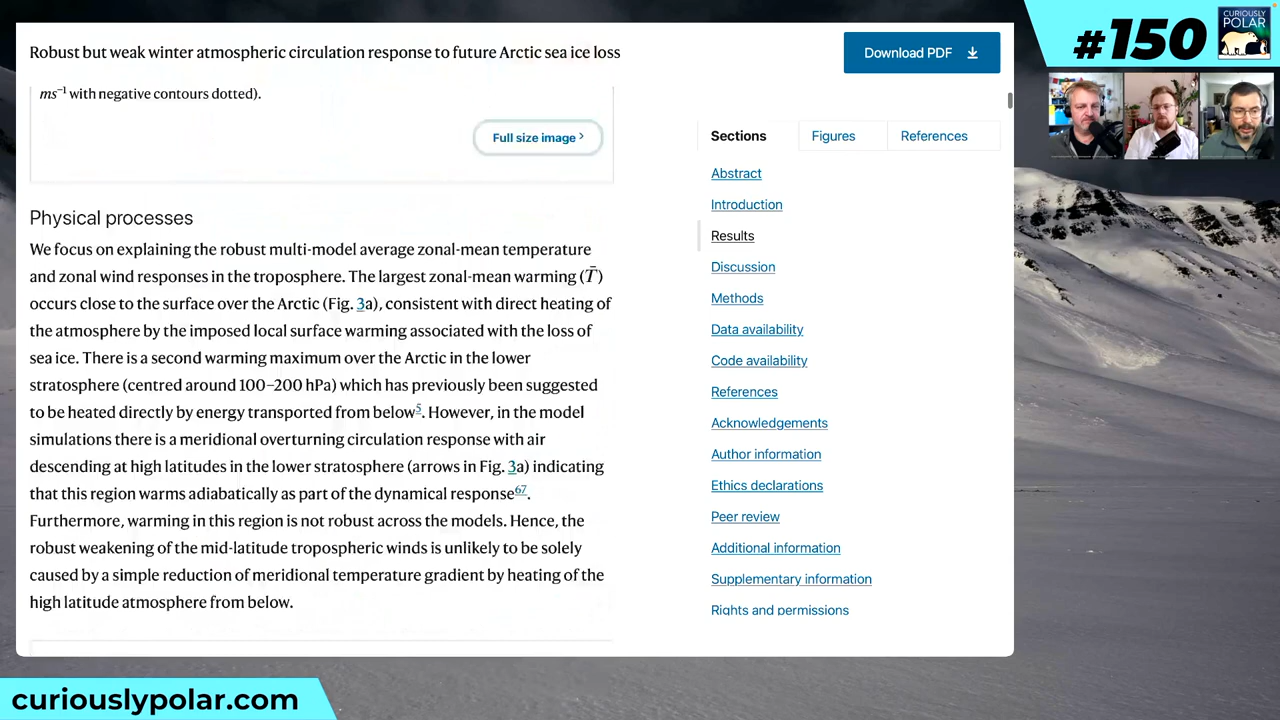 Robust but weak winter atmospheric circulation response to future Arctic sea ice loss
Download PDF
#150
CURIOUSLY
POLAR
ms⁻¹ with negative contours dotted).
Full size image
Sections
Figures
References
Abstract
Introduction
Results
Discussion
Methods
Data availability
Code availability
References
Acknowledgements
Author information
Ethics declarations
Peer review
Additional information
Supplementary information
Rights and permissions
Physical processes
We focus on explaining the robust multi-model average zonal-mean temperature
and zonal wind responses in the troposphere. The largest zonal-mean warming (T̄)
occurs close to the surface over the Arctic (Fig. 3a), consistent with direct heating of
the atmosphere by the imposed local surface warming associated with the loss of
sea ice. There is a second warming maximum over the Arctic in the lower
stratosphere (centred around 100–200 hPa) which has previously been suggested
to be heated directly by energy transported from below⁵. However, in the model
simulations there is a meridional overturning circulation response with air
descending at high latitudes in the lower stratosphere (arrows in Fig. 3a) indicating
that this region warms adiabatically as part of the dynamical response⁶⁷.
Furthermore, warming in this region is not robust across the models. Hence, the
robust weakening of the mid-latitude tropospheric winds is unlikely to be solely
caused by a simple reduction of meridional temperature gradient by heating of the
high latitude atmosphere from below.
curiouslypolar.com